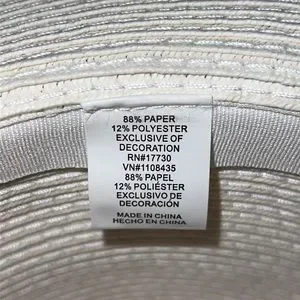 88% PAPER
12% POLYESTER
EXCLUSIVE OF
DECORATION
RN#17730
VN#1108435
88% PAPEL
12% POLIÉSTER
EXCLUSIVO DE
DECORACIÓN
MADE IN CHINA
HECHO EN CHINA